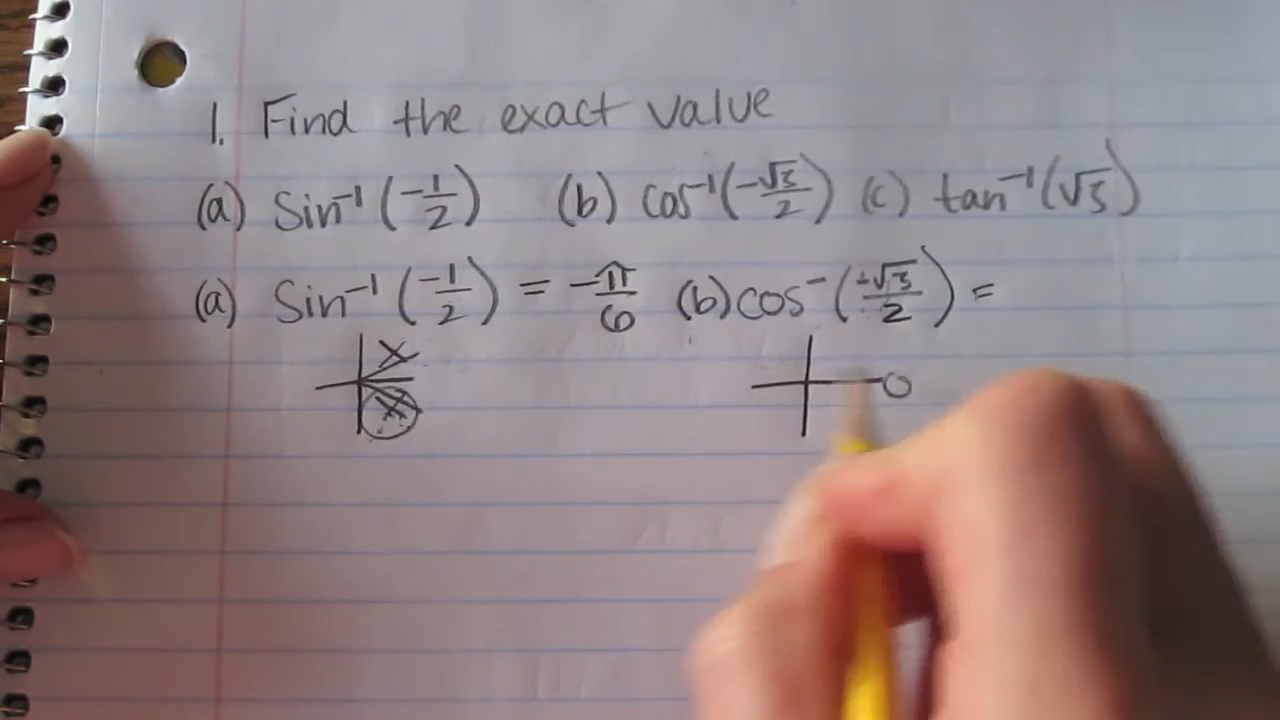 1. Find the exact value
(a) Sin⁻¹(-1/2) (b) cos⁻¹(-√3/2) (c) tan⁻¹(√3)
(a) Sin⁻¹(-1/2) = -π/6 (b) cos⁻(-√3/2) =
0